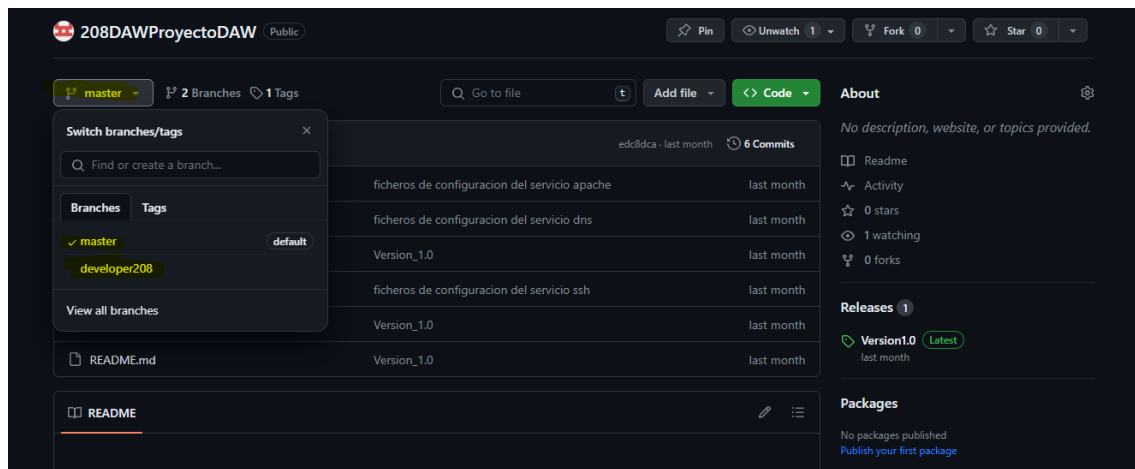 208DAWProyectoDAW Public
Pin
Unwatch 1
Fork 0
Star 0
master
2 Branches
1 Tags
Go to file
t
Add file
Code
Switch branches/tags
Find or create a branch...
Branches
Tags
master
default
developer208
View all branches
edc8dca · last month
6 Commits
ficheros de configuracion del servicio apache
last month
ficheros de configuracion del servicio dns
last month
Version_1.0
last month
ficheros de configuracion del servicio ssh
last month
Version_1.0
last month
README.md
Version_1.0
last month
README
About
No description, website, or topics provided.
Readme
Activity
0 stars
1 watching
0 forks
Releases 1
Version1.0 Latest
last month
Packages
No packages published
Publish your first package